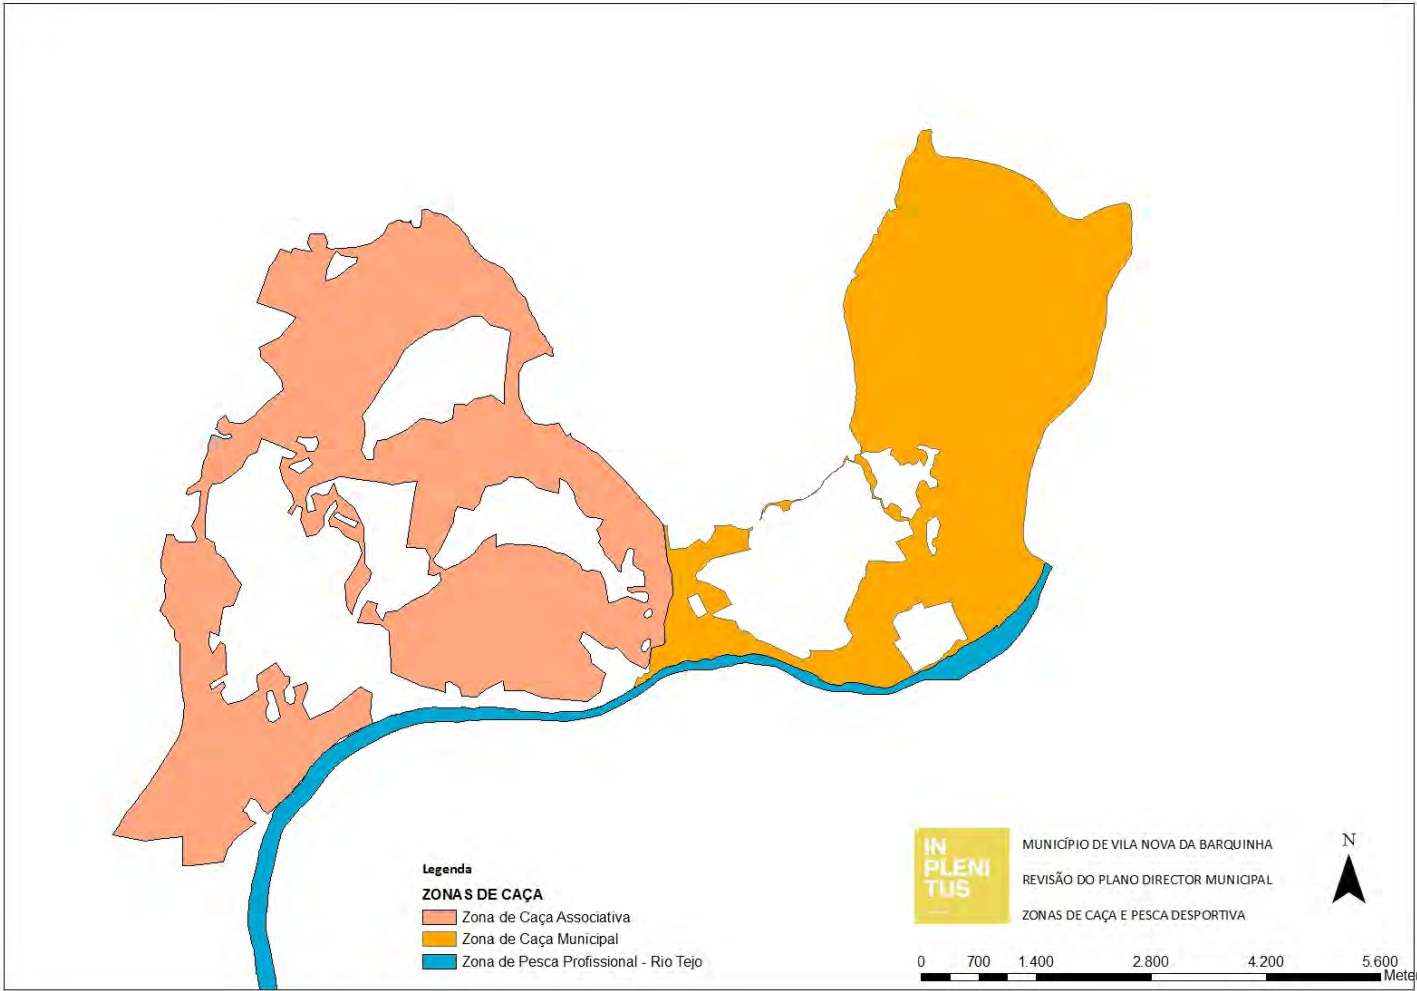 Legenda
ZONAS DE CAÇA
Zona de Caça Associativa
Zona de Caça Municipal
Zona de Pesca Profissional - Rio Tejo
IN
PLENI
TUS
MUNICÍPIO DE VILA NOVA DA BARQUINHA
REVISÃO DO PLANO DIRECTOR MUNICIPAL
ZONAS DE CAÇA E PESCA DESPORTIVA
N
0 700 1.400 2.800 4.200 5.600
Mete